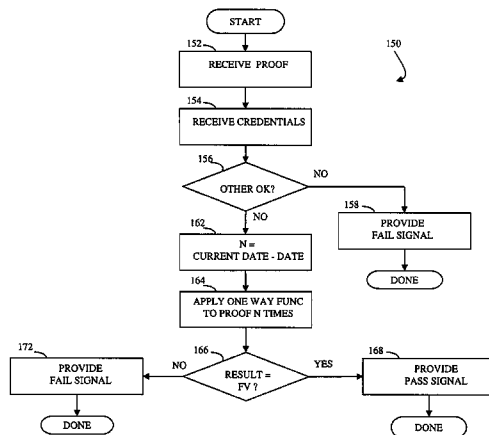 START
152
RECEIVE PROOF
150
154
RECEIVE CREDENTIALS
156
OTHER OK?
NO
NO
158
PROVIDE
FAIL SIGNAL
DONE
162
N =
CURRENT DATE - DATE
164
APPLY ONE WAY FUNC
TO PROOF N TIMES
172
PROVIDE
FAIL SIGNAL
DONE
NO
166
RESULT =
FV ?
YES
168
PROVIDE
PASS SIGNAL
DONE